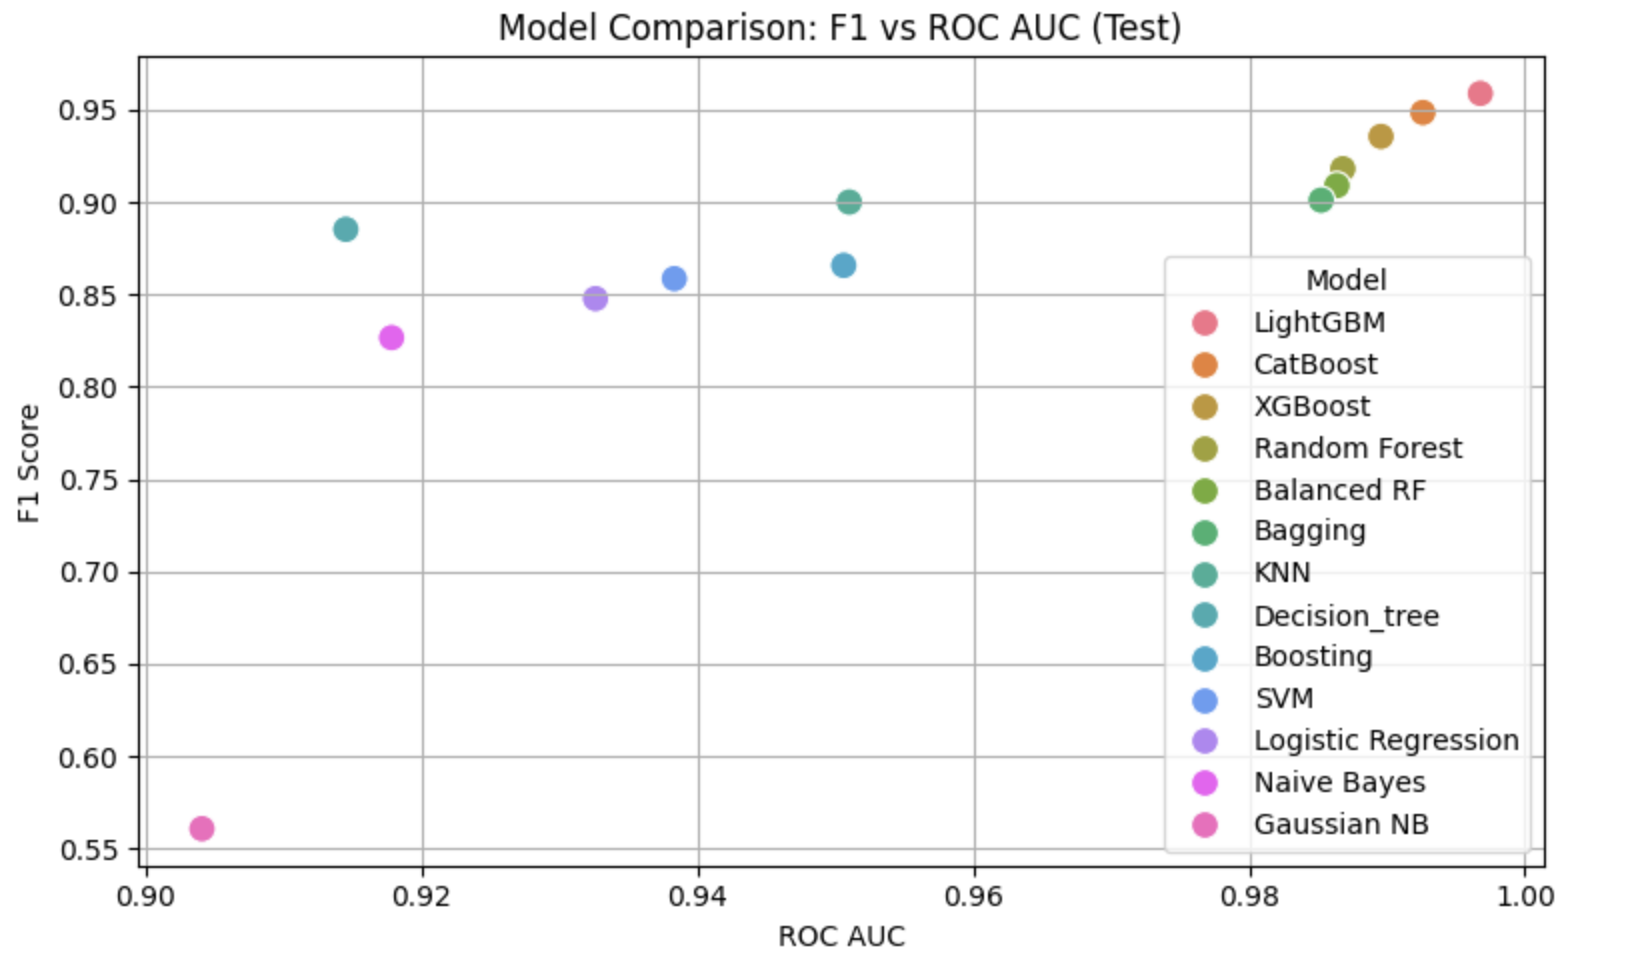 Model Comparison: F1 vs ROC AUC (Test)
F1 Score
0.95
0.90
0.85
0.80
0.75
0.70
0.65
0.60
0.55
Model
LightGBM
CatBoost
XGBoost
Random Forest
Balanced RF
Bagging
KNN
Decision_tree
Boosting
SVM
Logistic Regression
Naive Bayes
Gaussian NB
0.90 0.92 0.94 0.96 0.98 1.00
ROC AUC